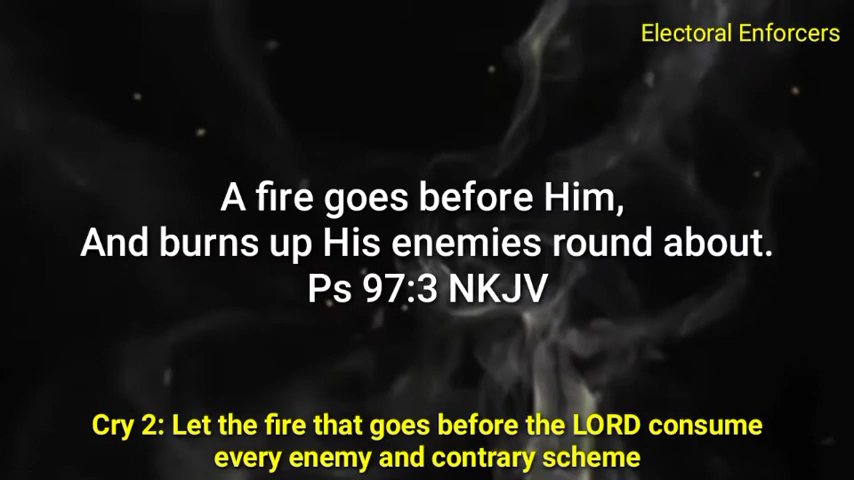 Electoral Enforcers
A fire goes before Him,
And burns up His enemies round about.
Ps 97:3 NKJV
Cry 2: Let the fire that goes before the LORD consume
every enemy and contrary scheme